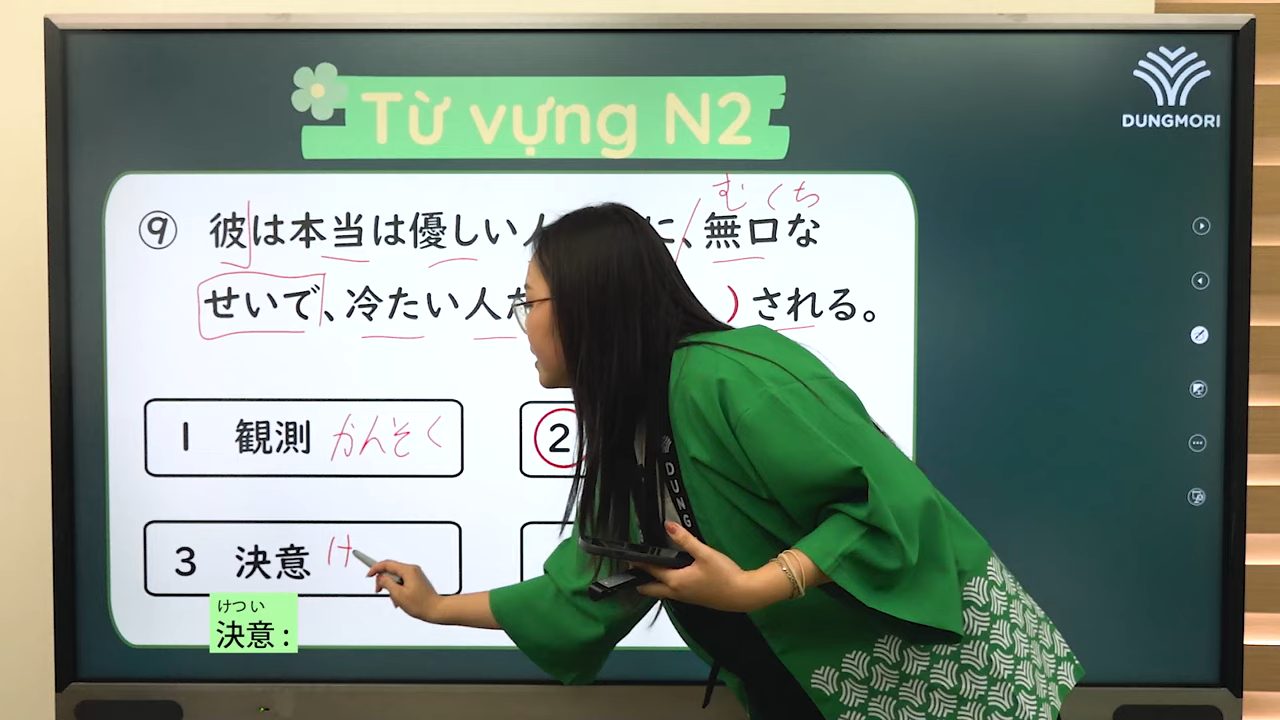 Từ vựng N2
DUNGMORI
むくち
⑨ 彼は本当は優しい人 に、無口な
せいで、冷たい人だ ) される。
1 観測 かんそく
②
3 決意 け
けつい
決意:
DUNG